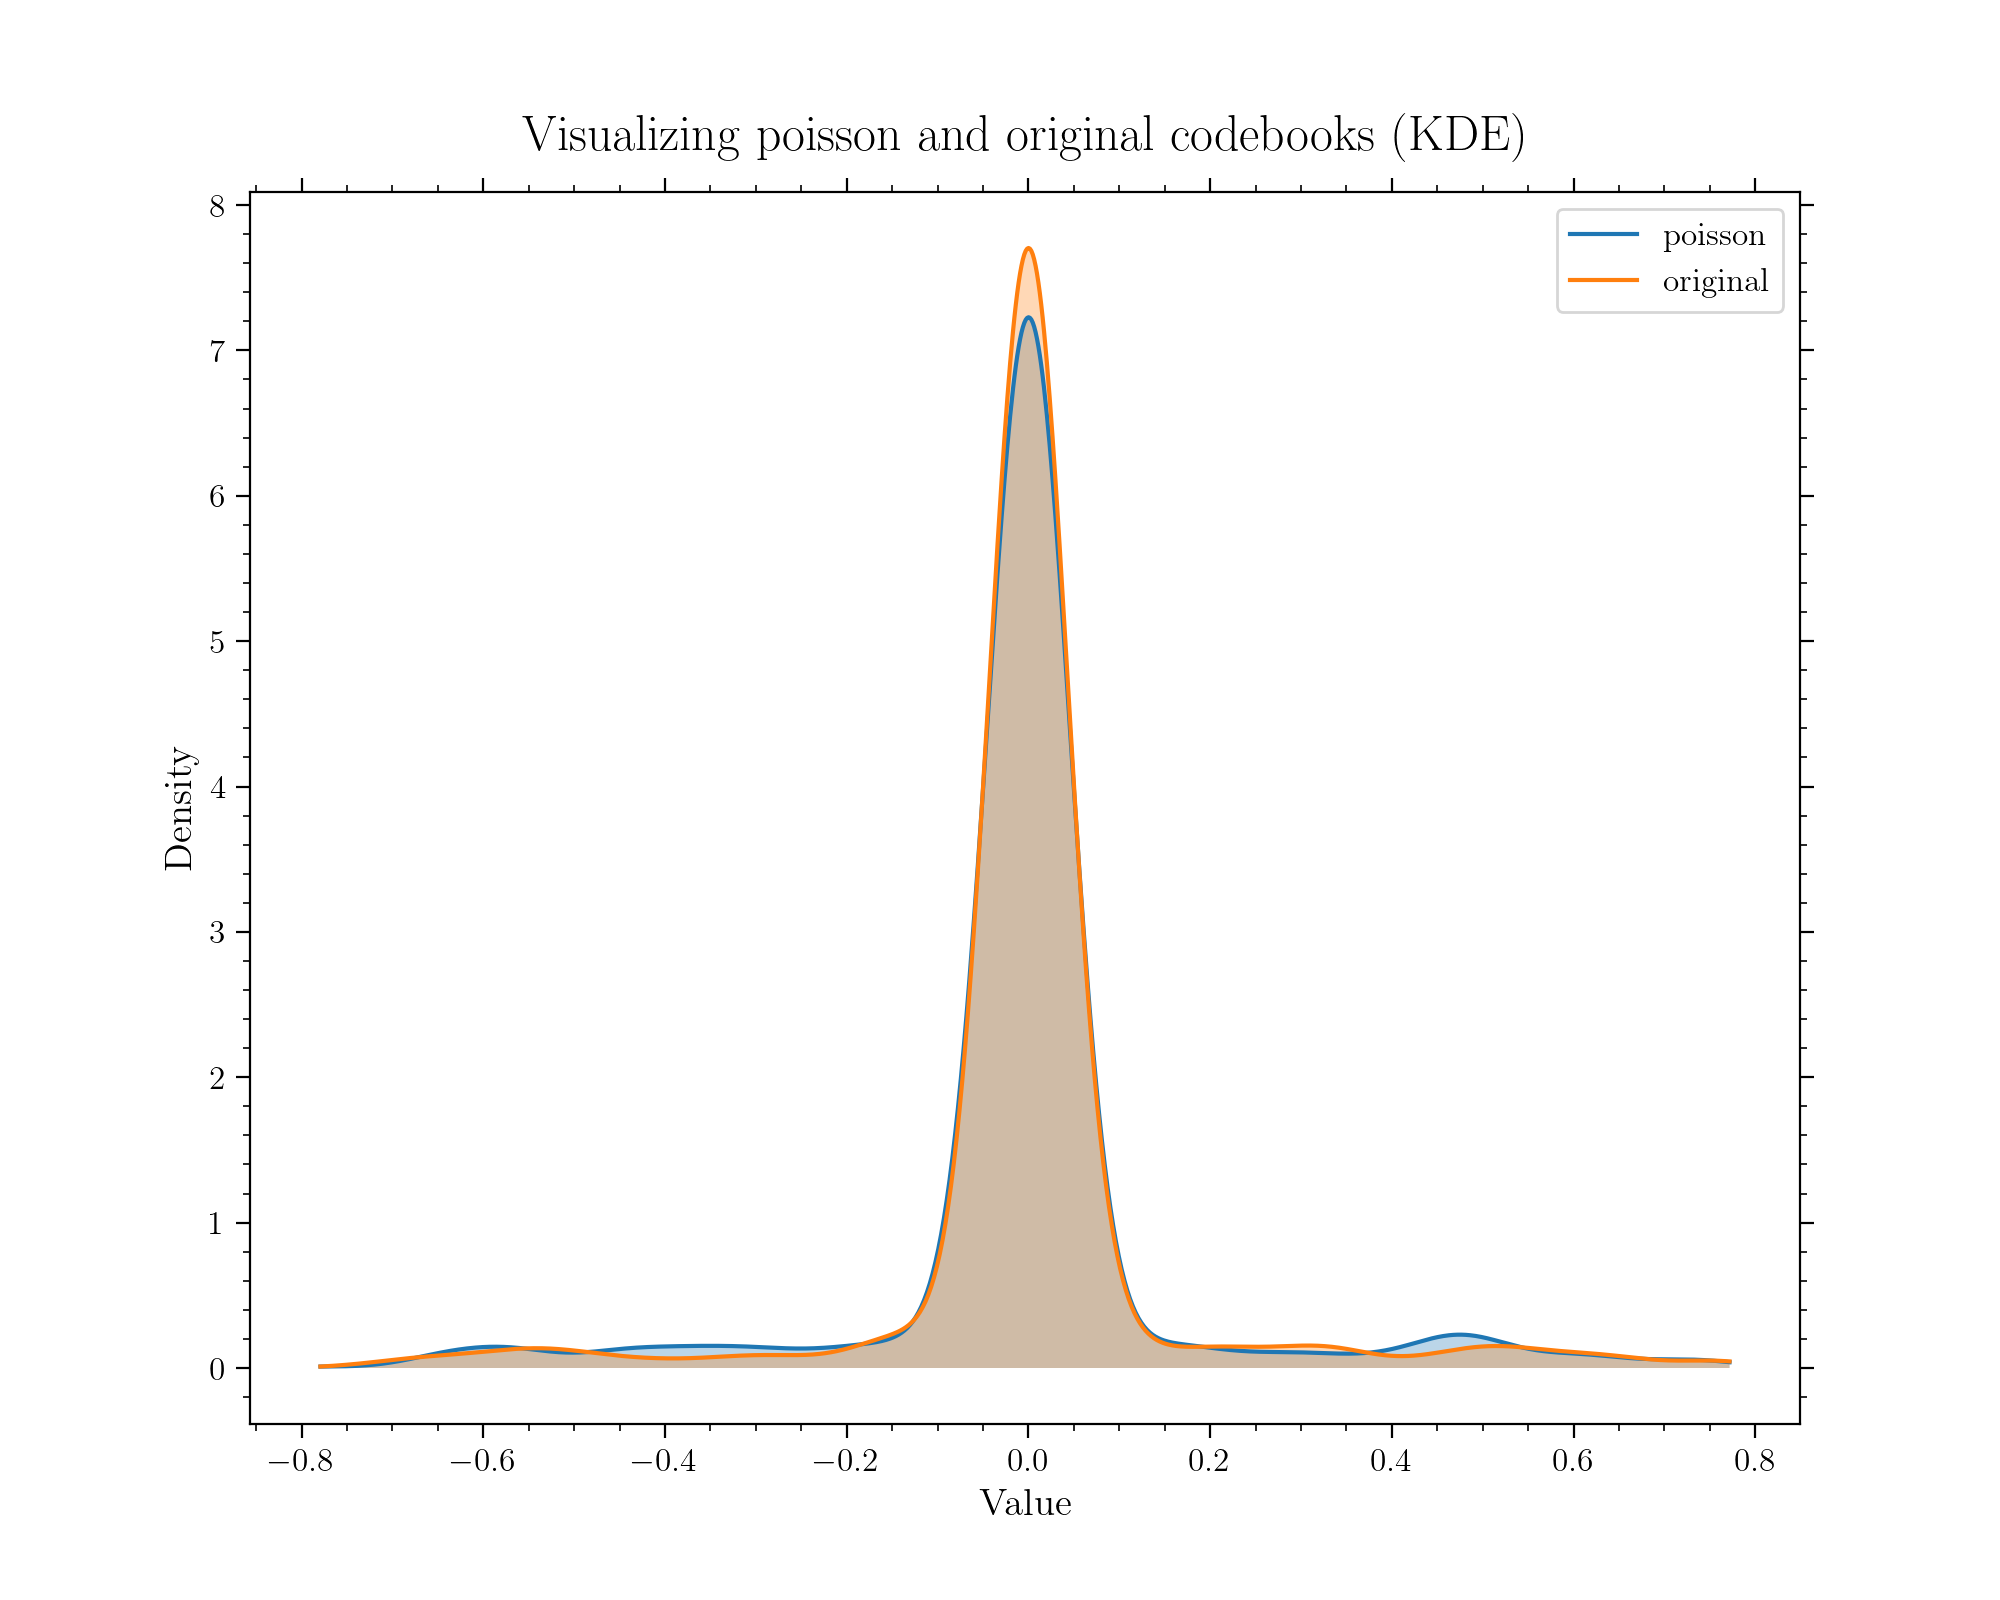 Visualizing poisson and original codebooks (KDE)
poisson
original
8
7
6
5
4
3
2
1
0
Density
−0.8 −0.6 −0.4 −0.2 0.0 0.2 0.4 0.6 0.8
Value